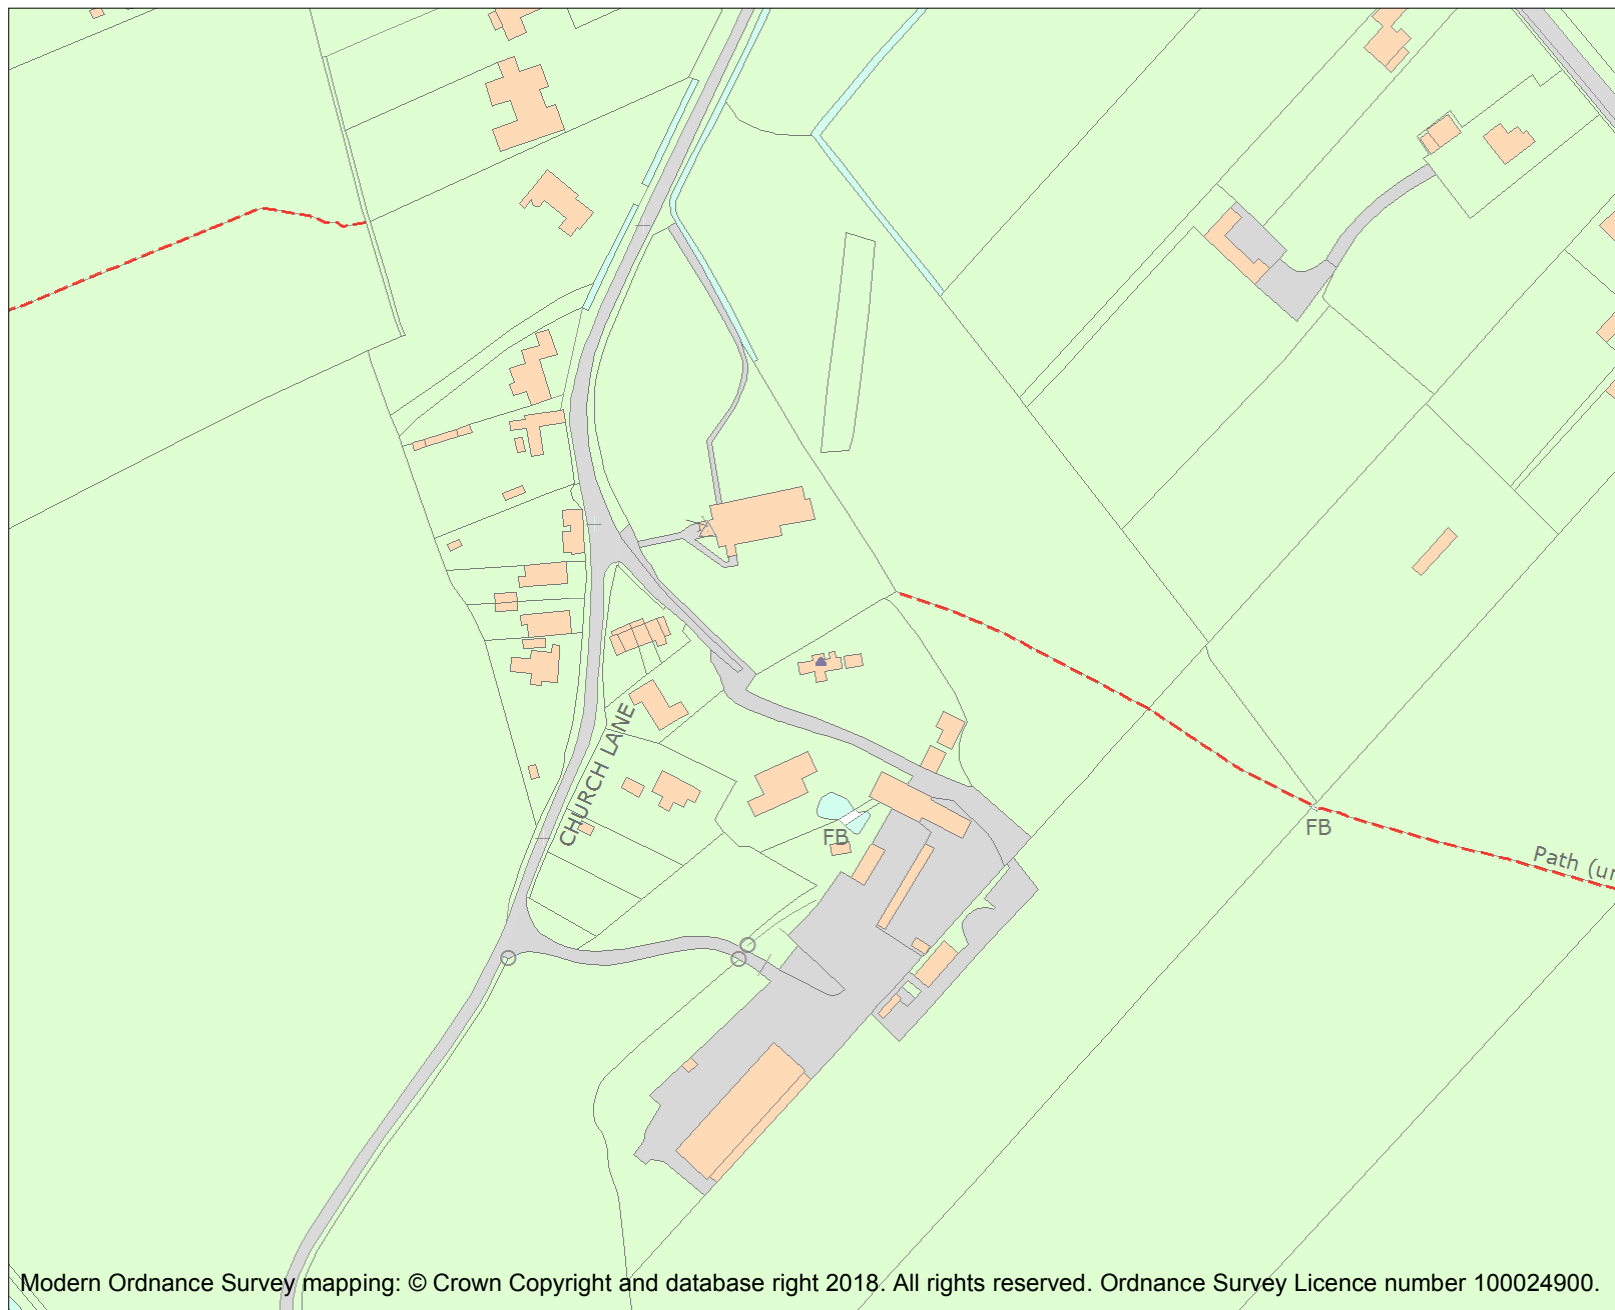 CHURCH LANE
FB
FB
Path (ur
Modern Ordnance Survey mapping: © Crown Copyright and database right 2018. All rights reserved. Ordnance Survey Licence number 100024900.